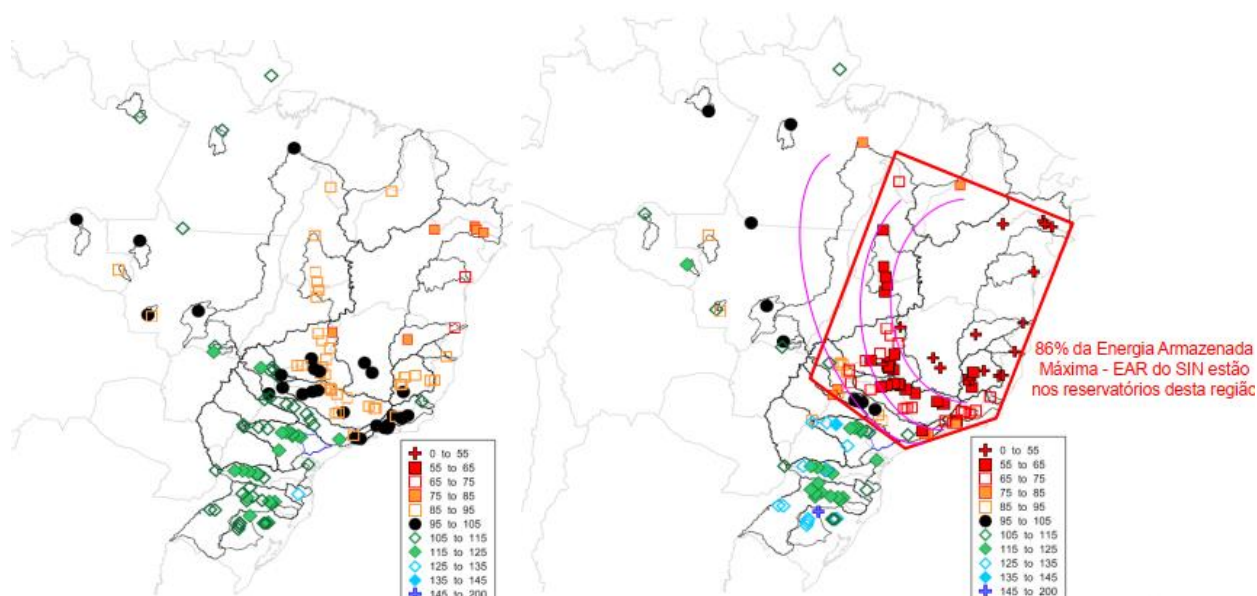 86% da Energia Armazenada
Máxima - EAR do SIN estão
nos reservatórios desta região
0 to 55
55 to 65
65 to 75
75 to 85
85 to 95
95 to 105
105 to 115
115 to 125
125 to 135
135 to 145
145 to 200
0 to 55
55 to 65
65 to 75
75 to 85
85 to 95
95 to 105
105 to 115
115 to 125
125 to 135
135 to 145
145 to 200